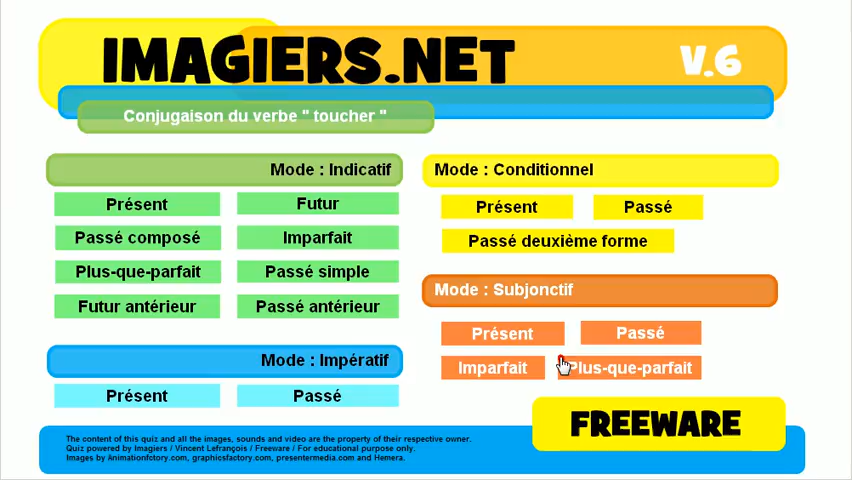 IMAGIERS.NET
V.6
Conjugaison du verbe " toucher "
Mode : Indicatif
Présent
Futur
Passé composé
Imparfait
Plus-que-parfait
Passé simple
Futur antérieur
Passé antérieur
Mode : Impératif
Présent
Passé
Mode : Conditionnel
Présent
Passé
Passé deuxième forme
Mode : Subjonctif
Présent
Passé
Imparfait
Plus-que-parfait
FREEWARE
The content of this quiz and all the images, sounds and video are the property of their respective owner.
Quiz powered by Imagiers / Vincent Lefrançois / Freeware / For educational purpose only.
Images by Animationfctory.com, graphicsfactory.com, presentermedia.com and Hemera.